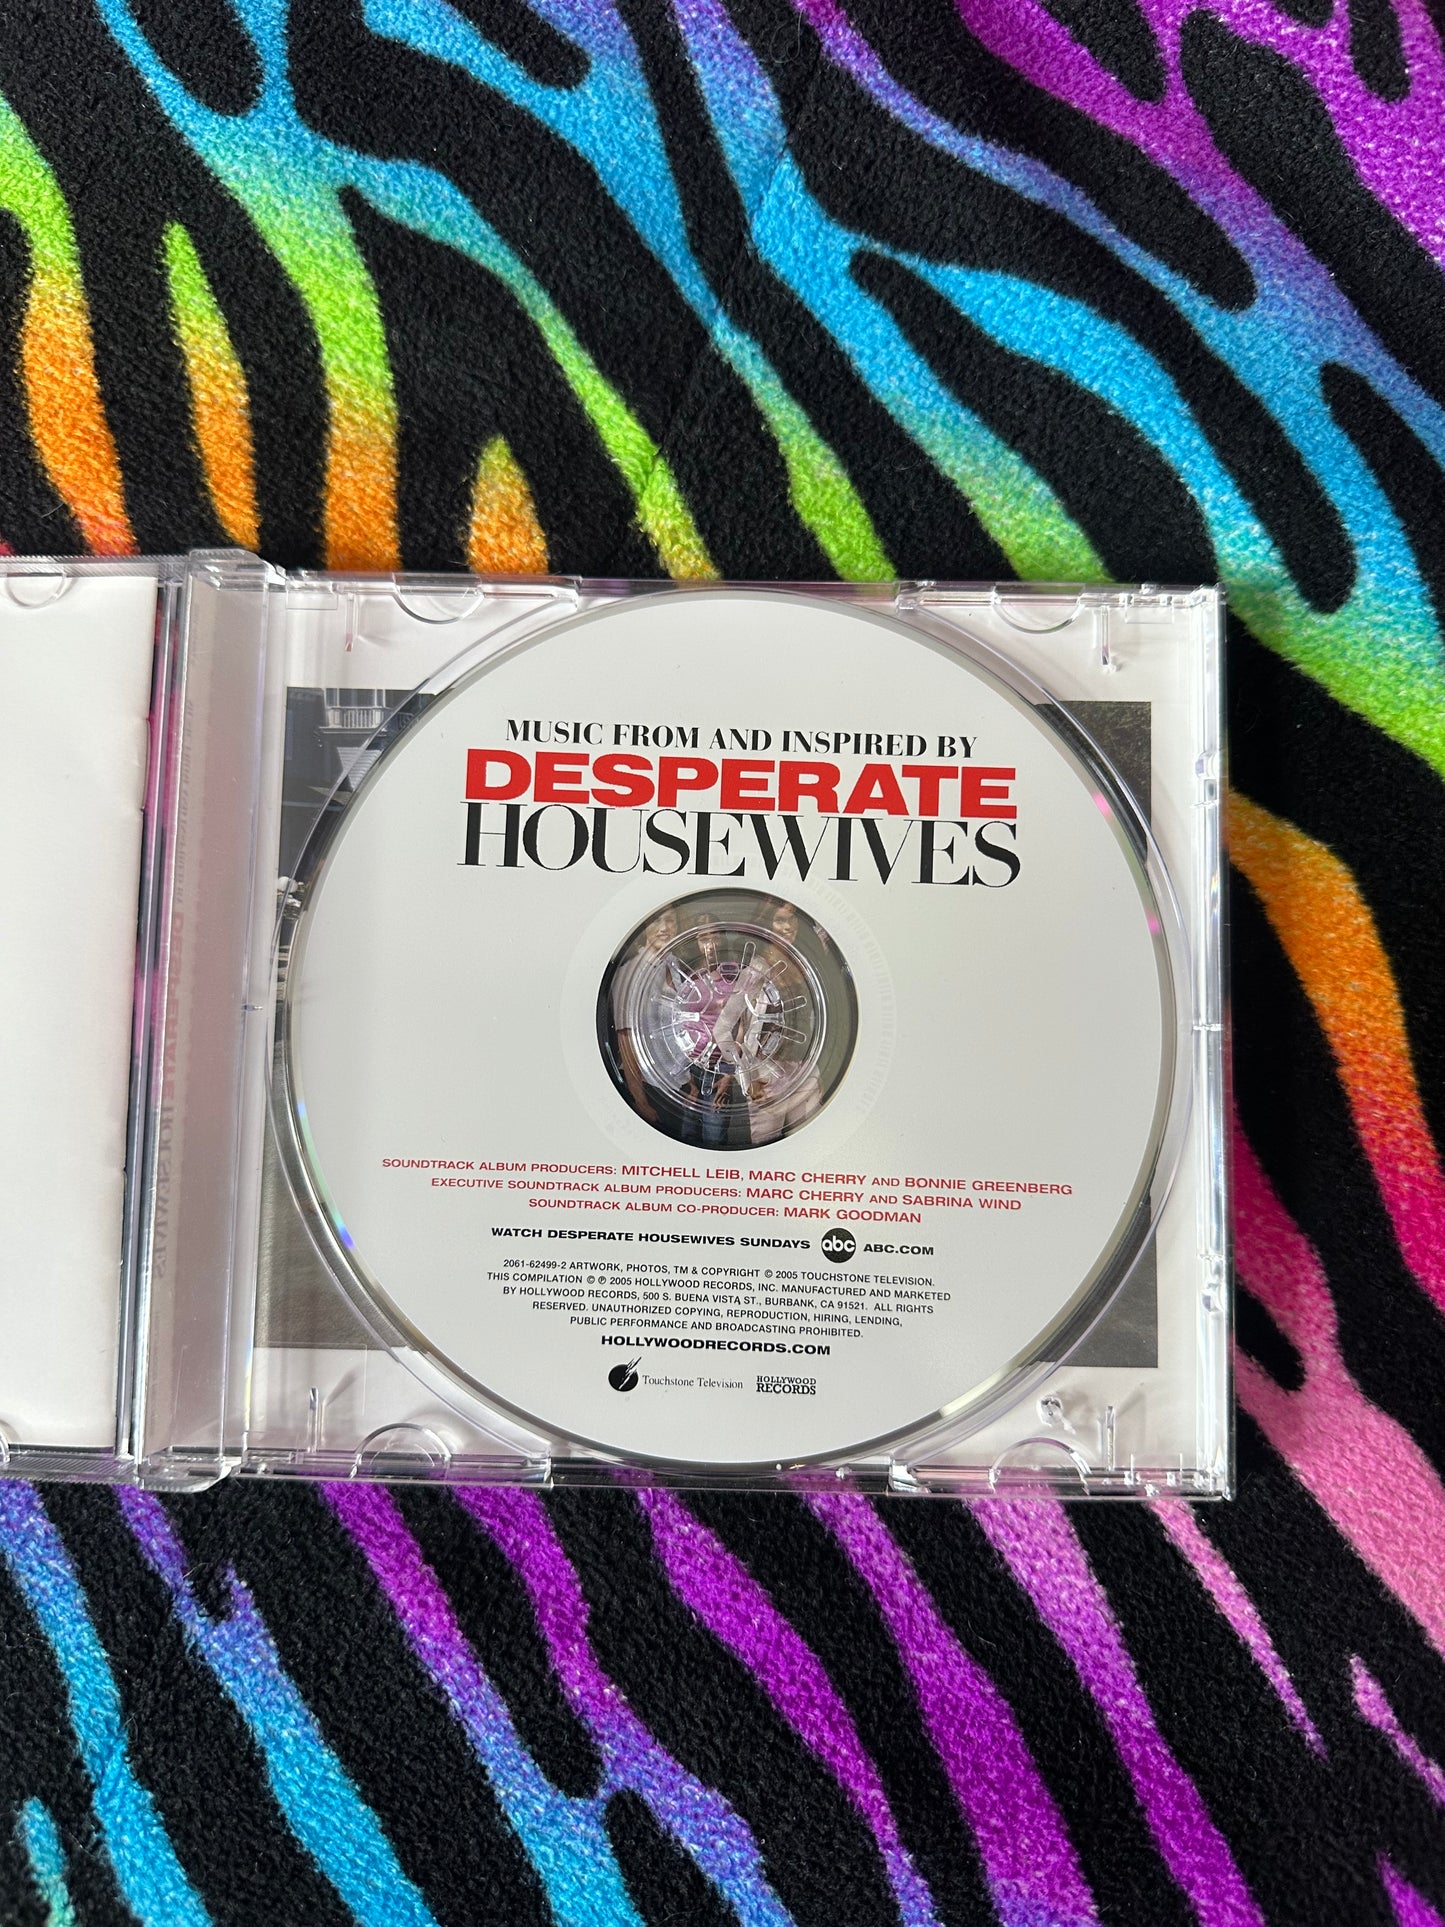 MUSIC FROM AND INSPIRED BY
DESPERATE
HOUSEWIVES
SOUNDTRACK ALBUM PRODUCERS: MITCHELL LEIB, MARC CHERRY AND BONNIE GREENBERG
EXECUTIVE SOUNDTRACK ALBUM PRODUCERS: MARC CHERRY AND SABRINA WIND
SOUNDTRACK ALBUM CO-PRODUCER: MARK GOODMAN
WATCH DESPERATE HOUSEWIVES SUNDAYS abc ABC.COM
2061-62499-2 ARTWORK, PHOTOS, TM & COPYRIGHT © 2005 TOUCHSTONE TELEVISION.
THIS COMPILATION © ℗ 2005 HOLLYWOOD RECORDS, INC. MANUFACTURED AND MARKETED
BY HOLLYWOOD RECORDS, 500 S. BUENA VISTA ST., BURBANK, CA 91521. ALL RIGHTS
RESERVED. UNAUTHORIZED COPYING, REPRODUCTION, HIRING, LENDING,
PUBLIC PERFORMANCE AND BROADCASTING PROHIBITED.
HOLLYWOODRECORDS.COM
Touchstone Television
HOLLYWOOD
RECORDS